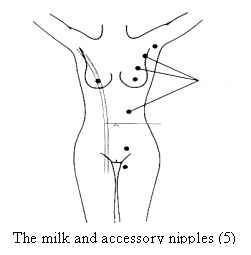 The milk and accessory nipples (5)